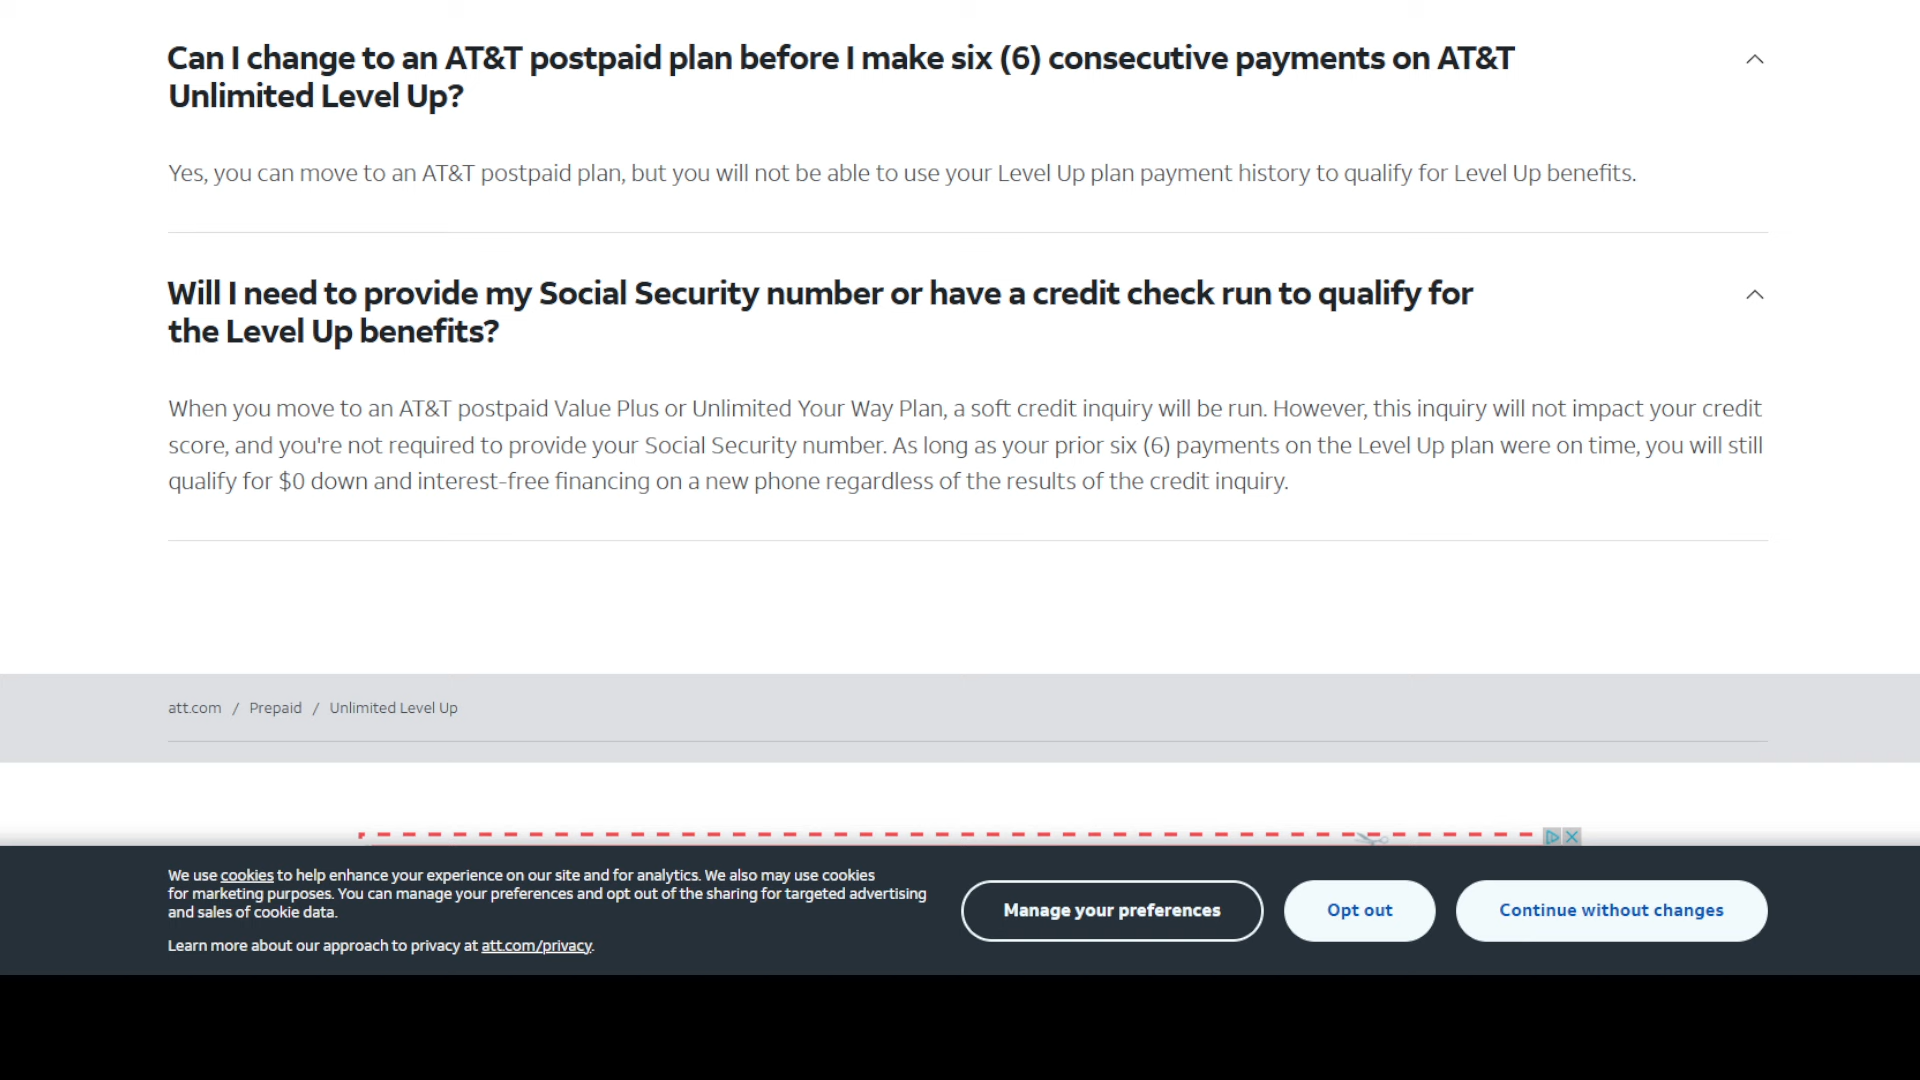 Can I change to an AT&T postpaid plan before I make six (6) consecutive payments on AT&T
Unlimited Level Up?
Yes, you can move to an AT&T postpaid plan, but you will not be able to use your Level Up plan payment history to qualify for Level Up benefits.
Will I need to provide my Social Security number or have a credit check run to qualify for
the Level Up benefits?
When you move to an AT&T postpaid Value Plus or Unlimited Your Way Plan, a soft credit inquiry will be run. However, this inquiry will not impact your credit
score, and you're not required to provide your Social Security number. As long as your prior six (6) payments on the Level Up plan were on time, you will still
qualify for $0 down and interest-free financing on a new phone regardless of the results of the credit inquiry.
att.com / Prepaid / Unlimited Level Up
We use cookies to help enhance your experience on our site and for analytics. We also may use cookies
for marketing purposes. You can manage your preferences and opt out of the sharing for targeted advertising
and sales of cookie data.
Learn more about our approach to privacy at att.com/privacy.
Manage your preferences
Opt out
Continue without changes